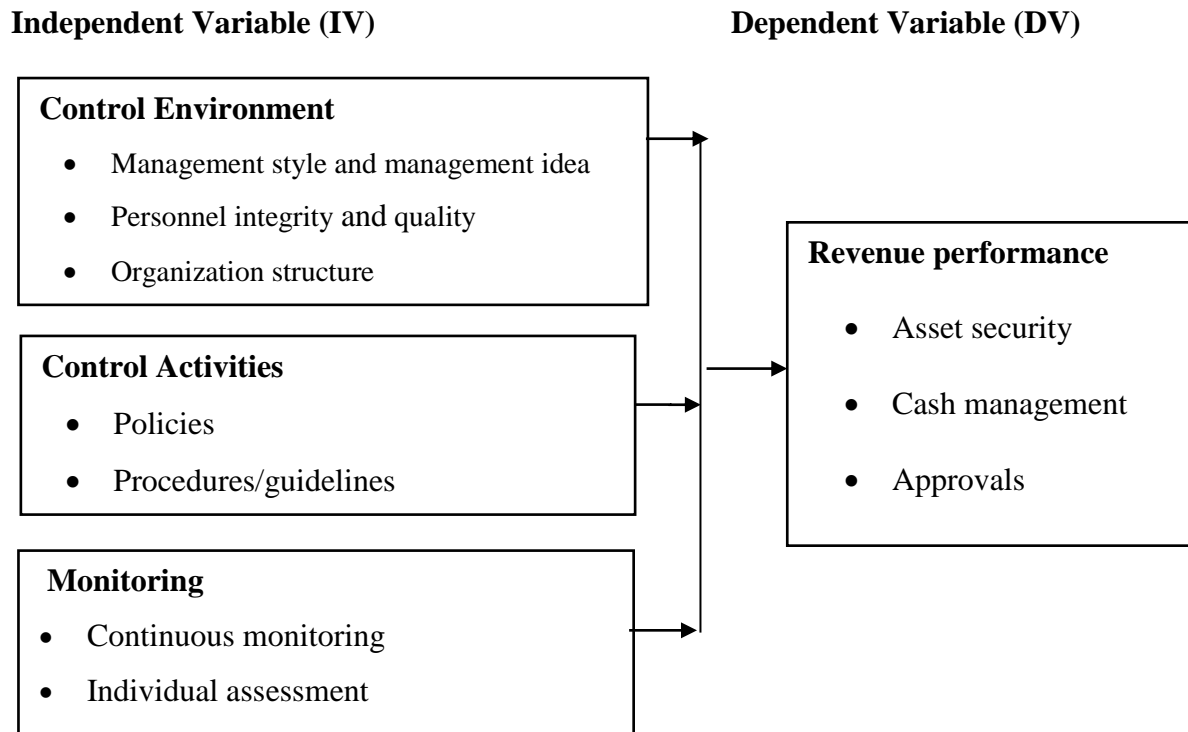 Independent Variable (IV)
Dependent Variable (DV)
Control Environment
• Management style and management idea
• Personnel integrity and quality
• Organization structure
Control Activities
• Policies
• Procedures/guidelines
Monitoring
• Continuous monitoring
• Individual assessment
Revenue performance
• Asset security
• Cash management
• Approvals